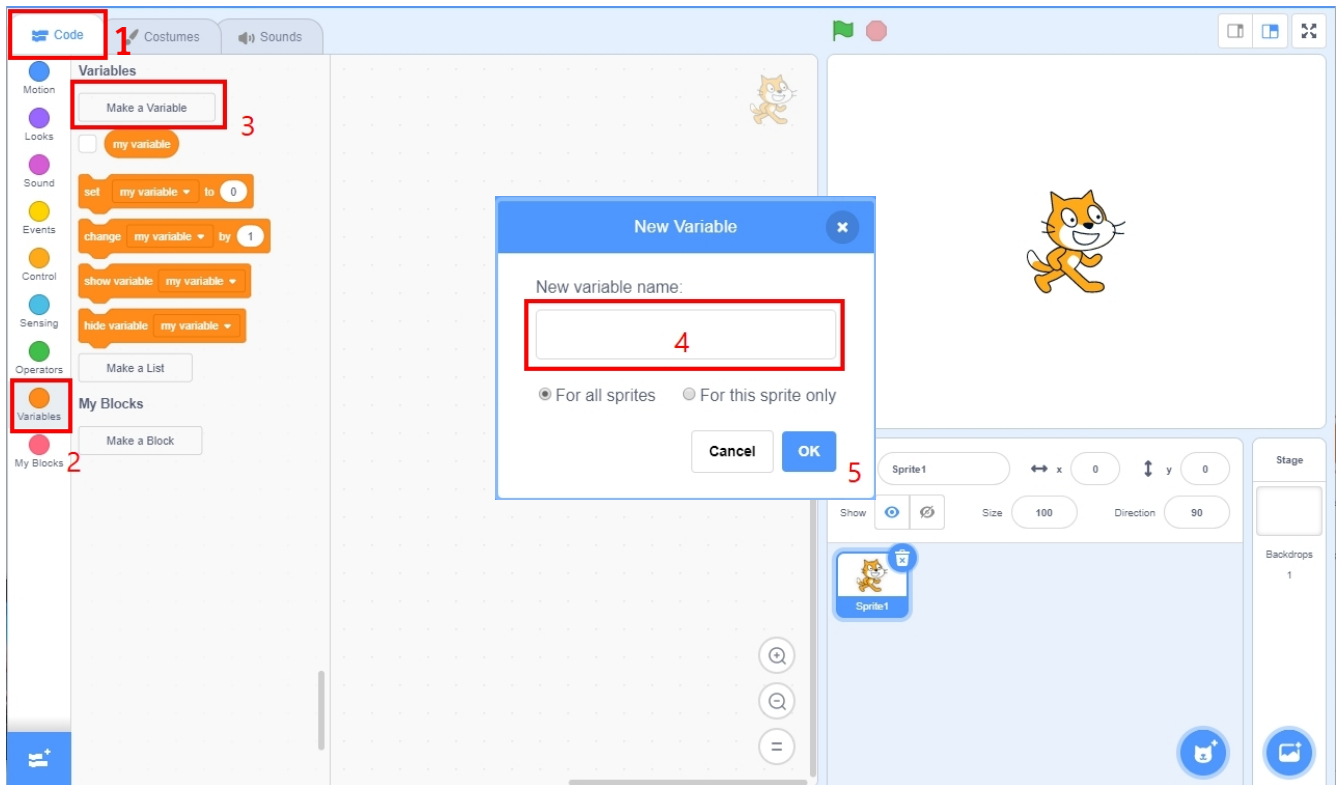 Code
1
Costumes
Sounds
Motion
Looks
Sound
Events
Control
Sensing
Operators
Variables
My Blocks
2
Variables
Make a Variable
3
my variable
set my variable to 0
change my variable by 1
show variable my variable
hide variable my variable
Make a List
My Blocks
Make a Block
New Variable
New variable name:
4
For all sprites For this sprite only
Cancel OK
5
Sprite1 x 0 y 0
Show Size 100 Direction 90
Sprite1
Stage
Backdrops
1